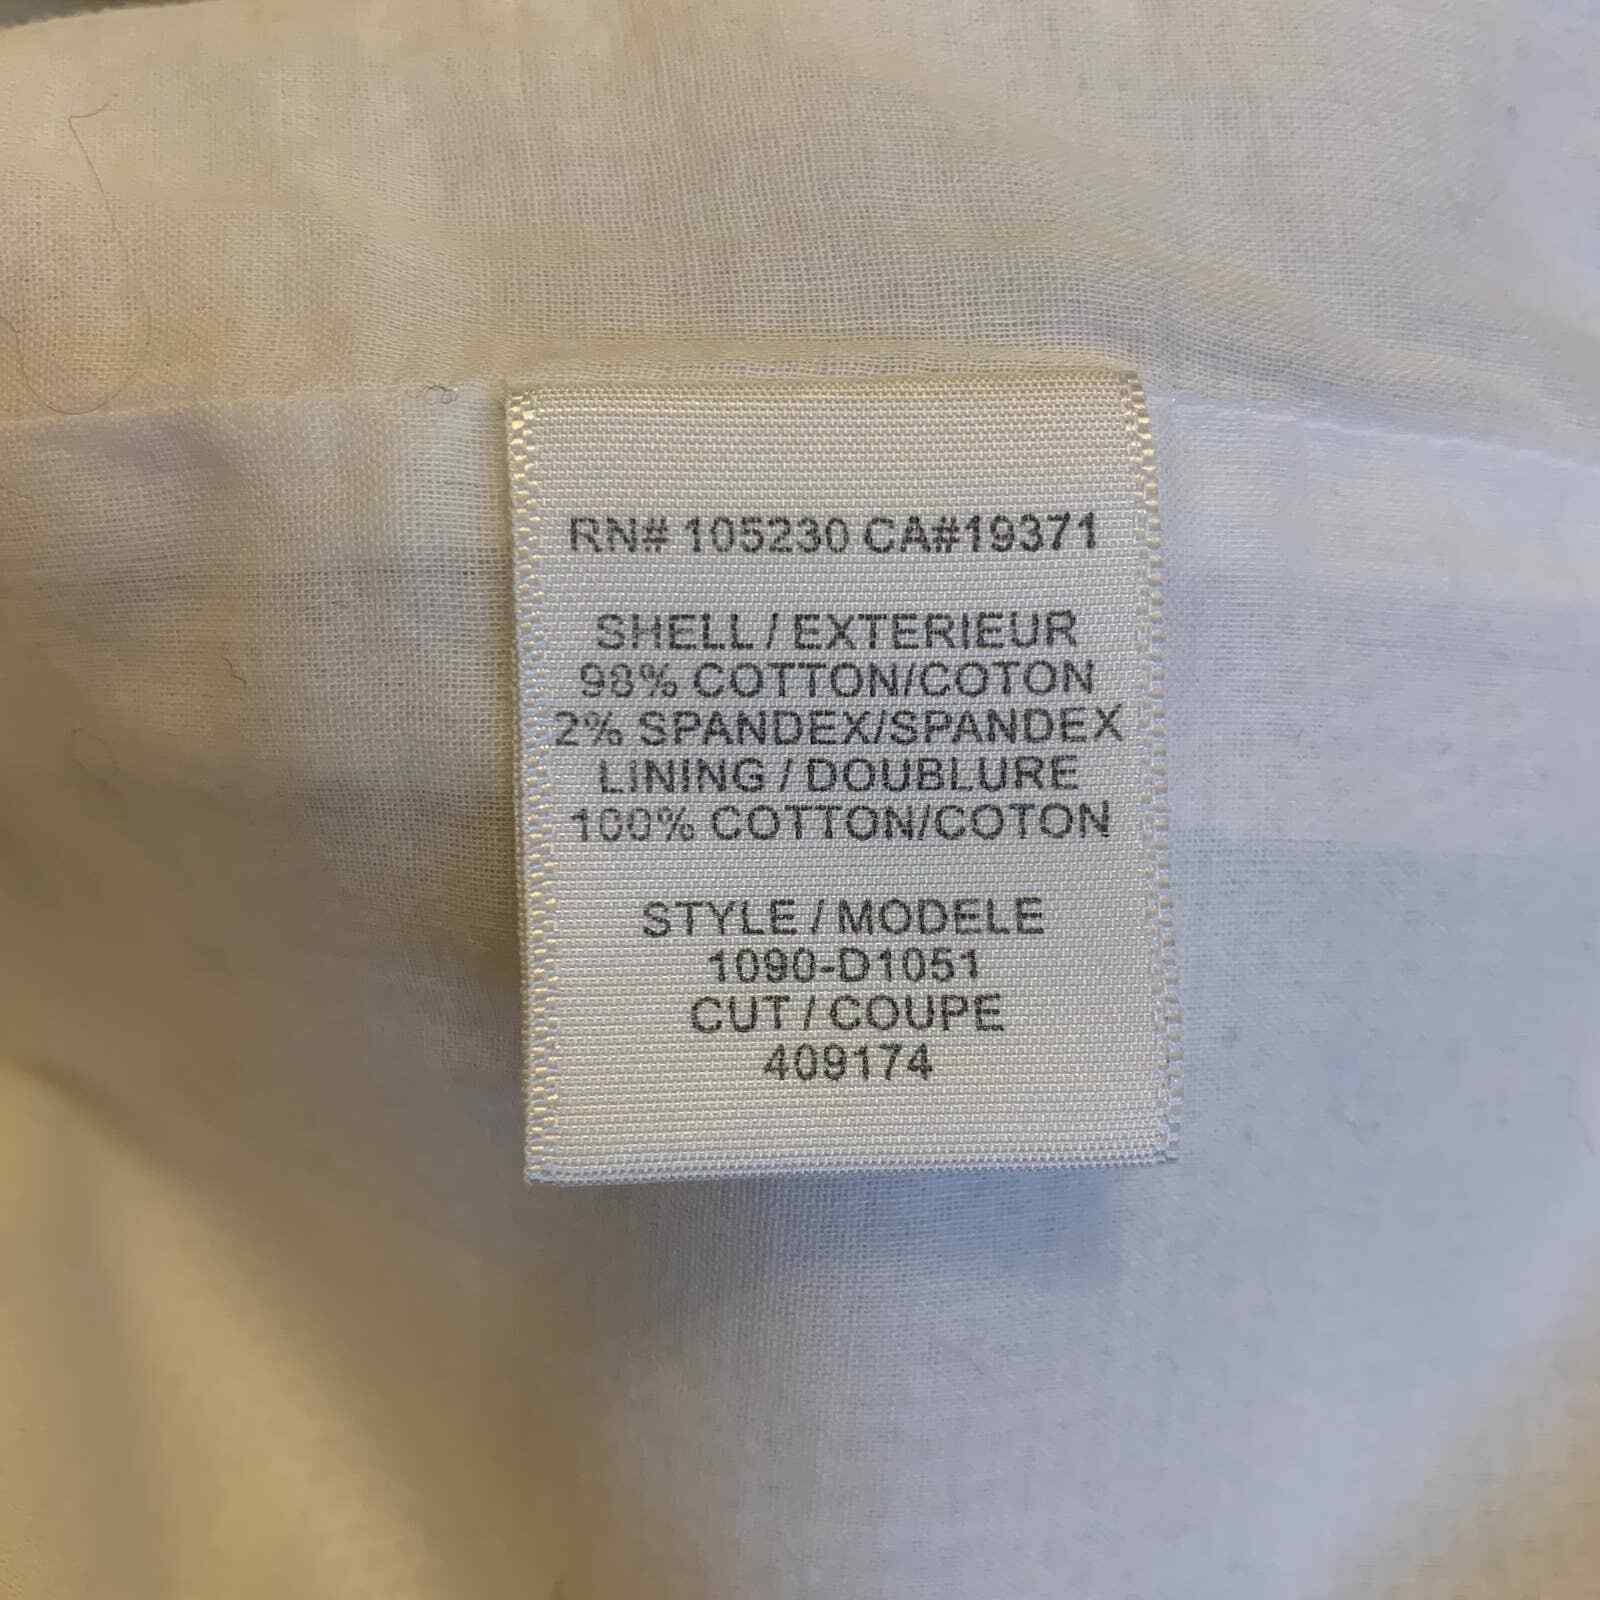 RN# 105230 CA#19371
SHELL / EXTERIEUR
98% COTTON/COTON
2% SPANDEX/SPANDEX
LINING / DOUBLURE
100% COTTON/COTON
STYLE / MODELE
1090-D1051
CUT / COUPE
409174